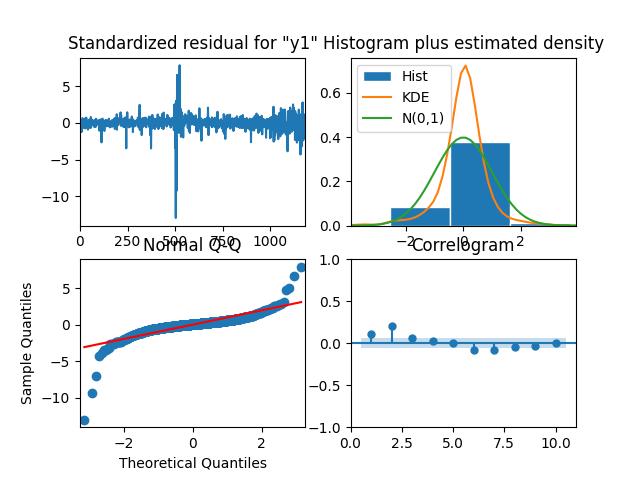 Standardized residual for "y1"
5
0
−5
−10
0 250 500 750 1000
Histogram plus estimated density
Hist
KDE
N(0,1)
0.6
0.4
0.2
0.0
−2 0 2
Normal Q-Q
Sample Quantiles
5
0
−5
−10
−2 0 2
Theoretical Quantiles
Correlogram
1.0
0.5
0.0
−0.5
−1.0
0.0 2.5 5.0 7.5 10.0